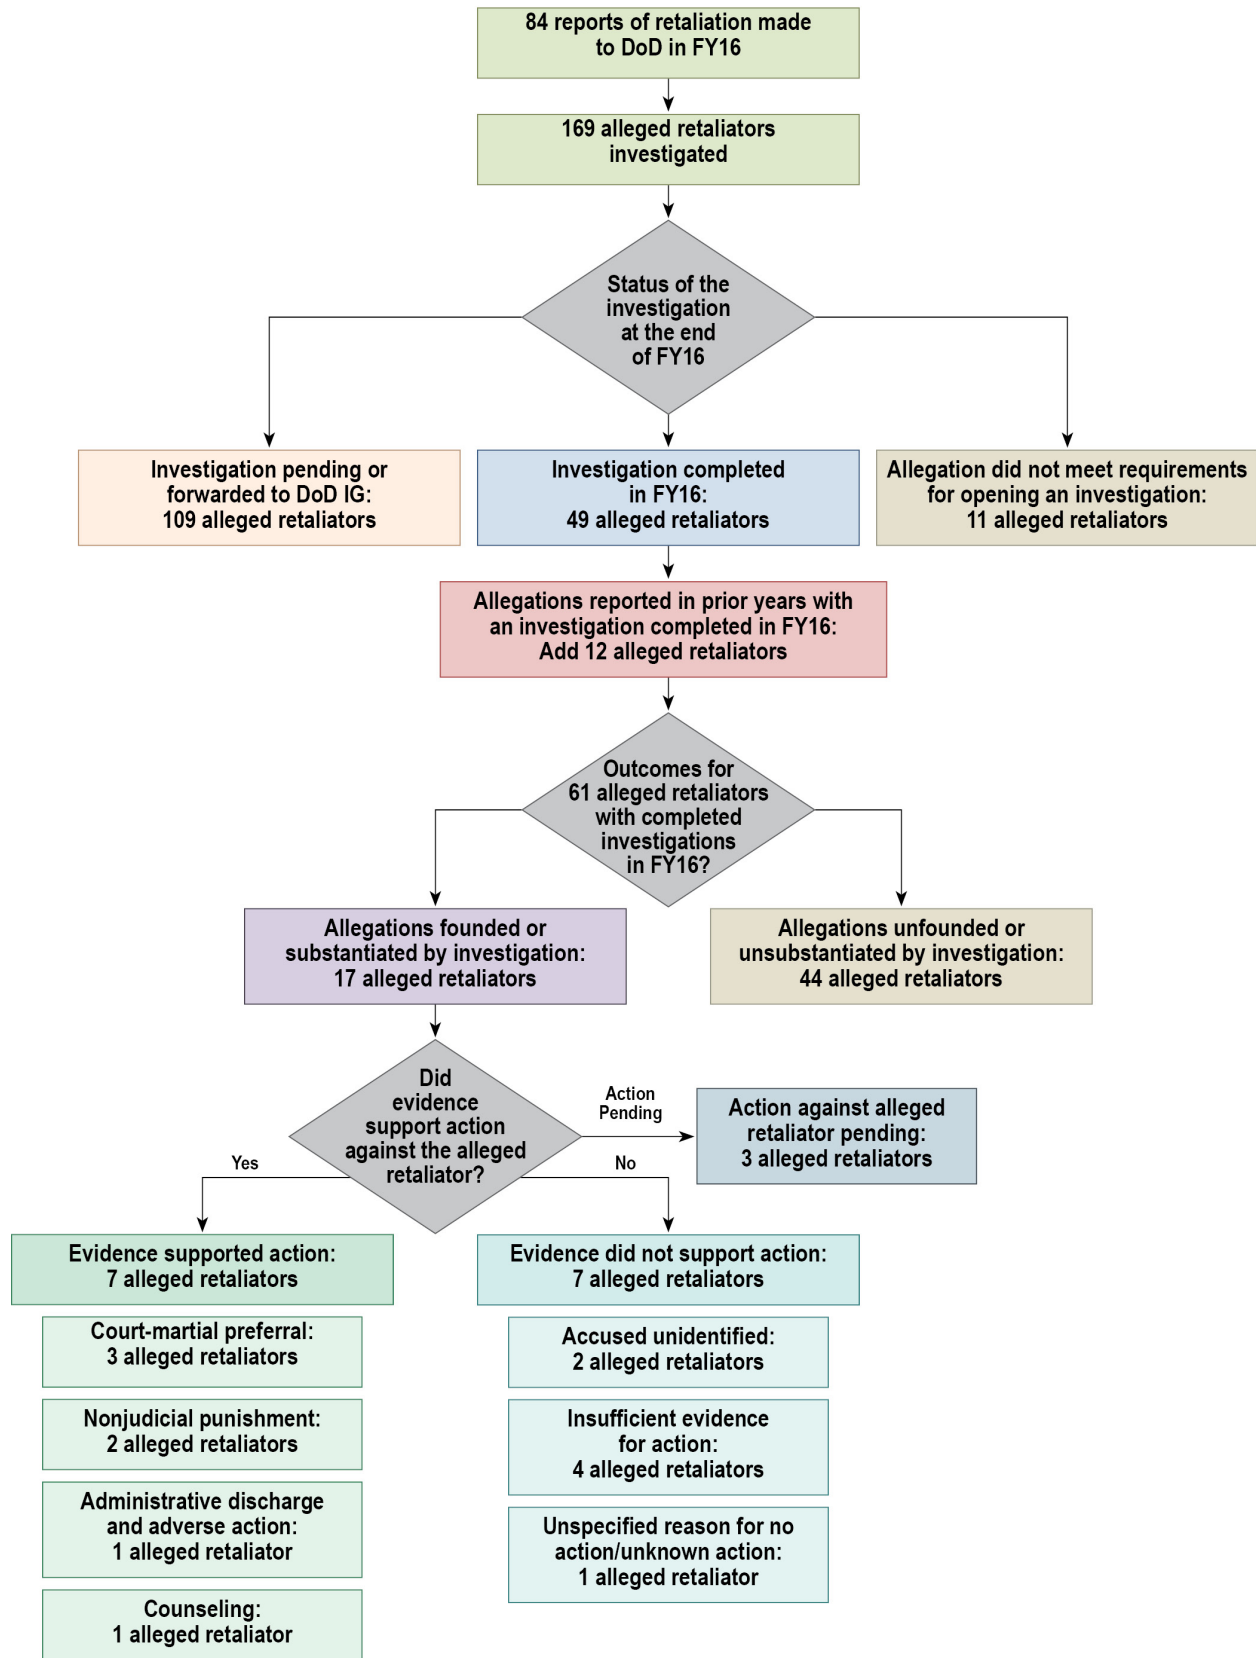 84 reports of retaliation made
to DoD in FY16
169 alleged retaliators
investigated
Status of the
investigation
at the end
of FY16
Investigation pending or
forwarded to DoD IG:
109 alleged retaliators
Investigation completed
in FY16:
49 alleged retaliators
Allegation did not meet requirements
for opening an investigation:
11 alleged retaliators
Allegations reported in prior years with
an investigation completed in FY16:
Add 12 alleged retaliators
Outcomes for
61 alleged retaliators
with completed
investigations
in FY16?
Allegations founded or
substantiated by investigation:
17 alleged retaliators
Allegations unfounded or
unsubstantiated by investigation:
44 alleged retaliators
Did
evidence
support action
against the alleged
retaliator?
Action
Pending
Action against alleged
retaliator pending:
3 alleged retaliators
Yes
No
Evidence supported action:
7 alleged retaliators
Court-martial preferral:
3 alleged retaliators
Nonjudicial punishment:
2 alleged retaliators
Administrative discharge
and adverse action:
1 alleged retaliator
Counseling:
1 alleged retaliator
Evidence did not support action:
7 alleged retaliators
Accused unidentified:
2 alleged retaliators
Insufficient evidence
for action:
4 alleged retaliators
Unspecified reason for no
action/unknown action:
1 alleged retaliator